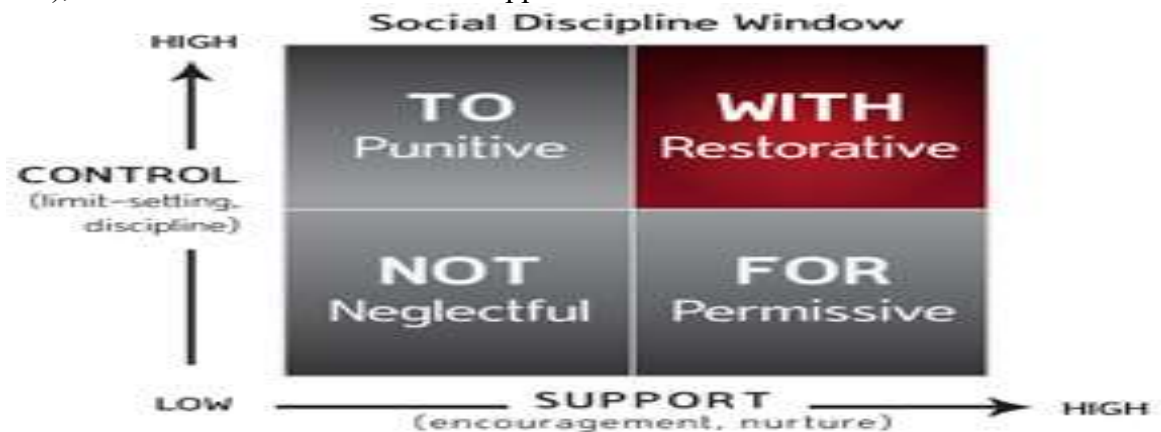 Social Discipline Window
HIGH
TO
Punitive
WITH
Restorative
CONTROL
(limit-setting,
discipline)
NOT
Neglectful
FOR
Permissive
LOW
SUPPORT
(encouragement, nurture)
HIGH